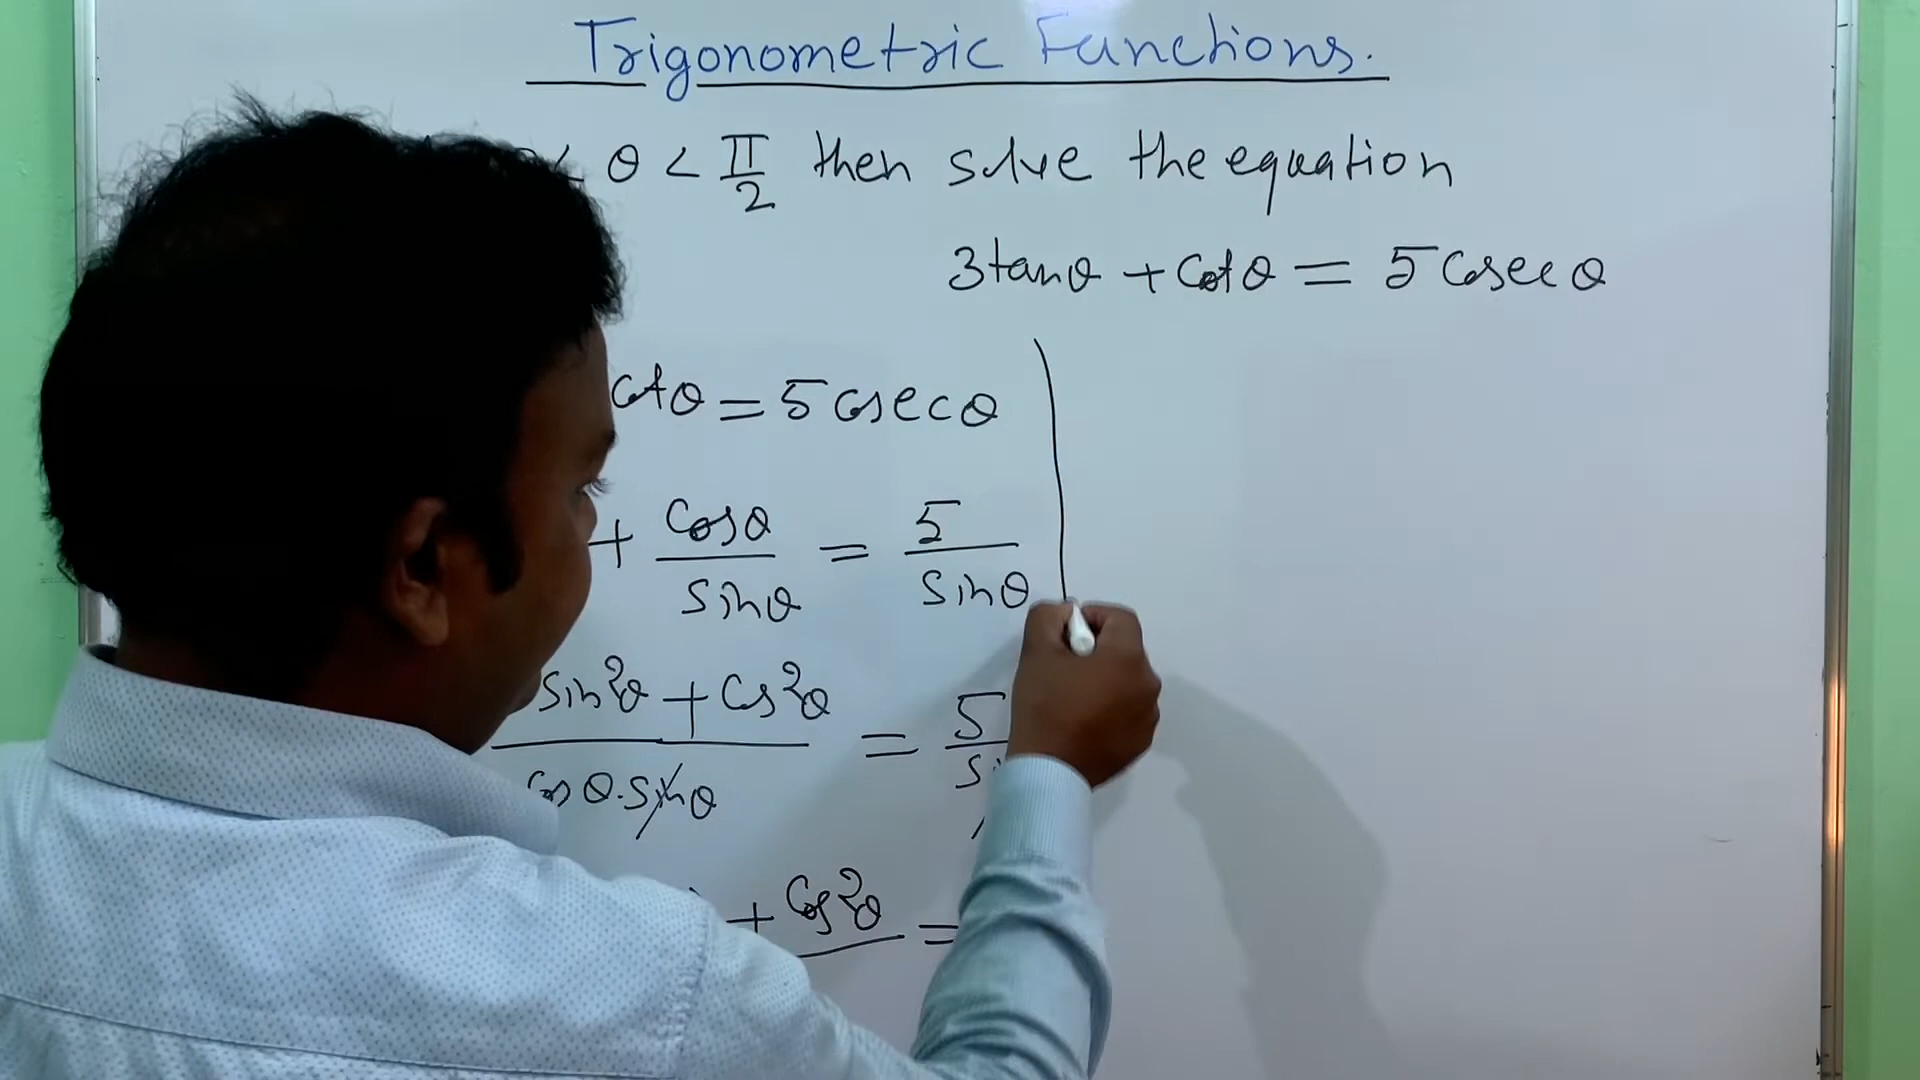 Trigonometric Functions.
< θ < π/2 then solve the equation
3tanθ + cotθ = 5 cosecθ
cotθ = 5 cosecθ
+ cosθ/sinθ = 5/sinθ
sin²θ + cos²θ / cosθ.sinθ = 5
+ cos²θ =